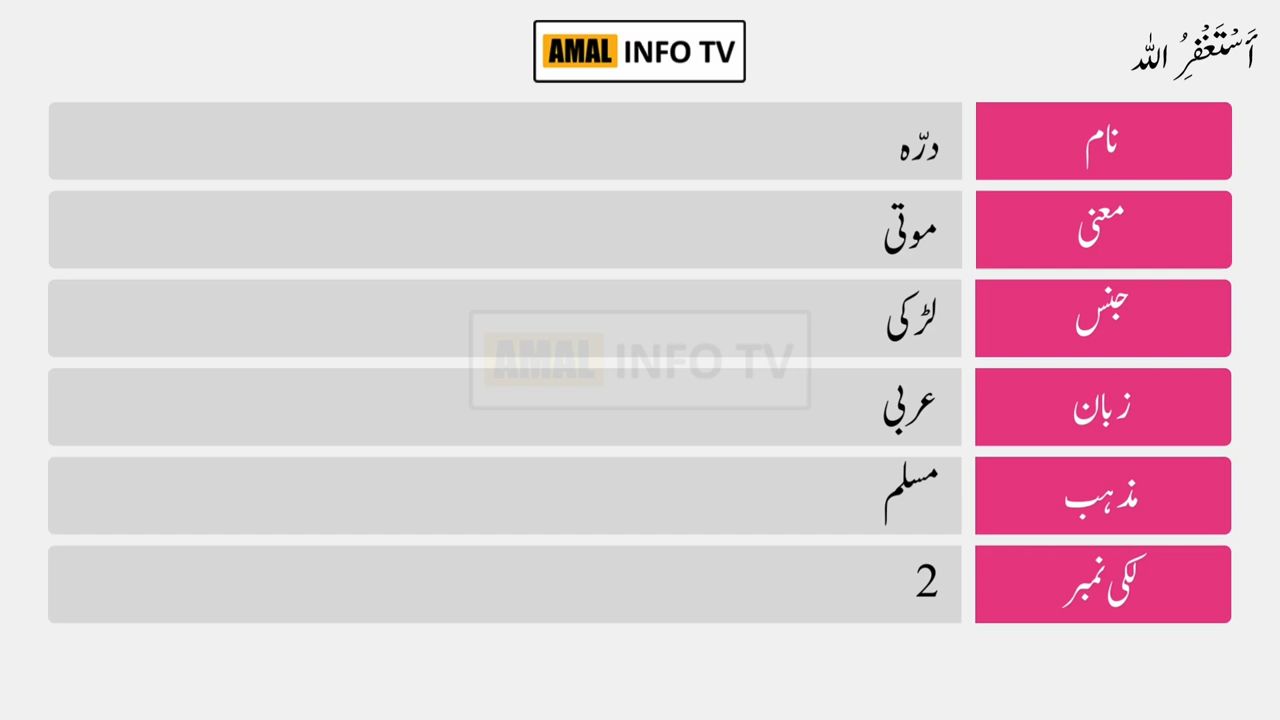 AMAL INFO TV
أَسْتَغْفِرُ اللہ
نام درّہ
معنی موتی
جنس لڑکی
AMAL INFO TV
زبان عربی
مذہب مسلم
لکی نمبر 2